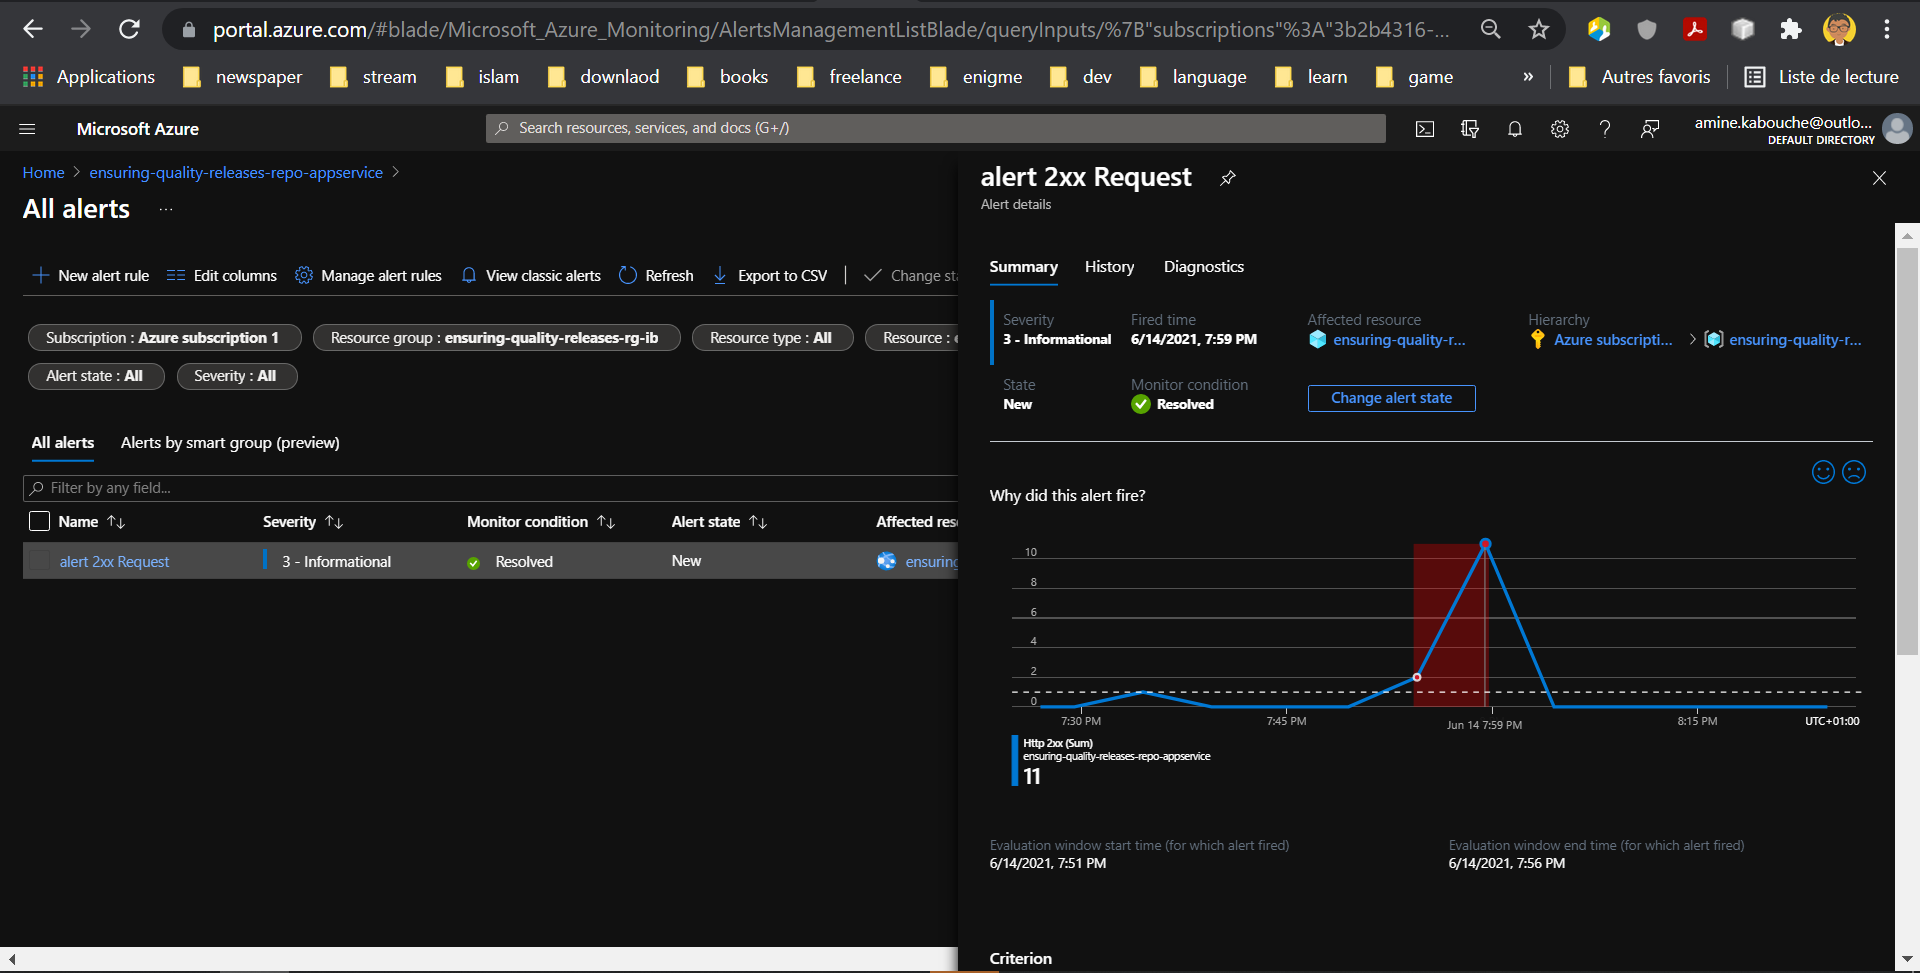 portal.azure.com/#blade/Microsoft_Azure_Monitoring/AlertsManagementListBlade/queryInputs/%7B"subscriptions"%3A"3b2b4316-...
Applications newspaper stream islam downlaod books freelance enigme dev language learn game » Autres favoris Liste de lecture
Microsoft Azure
Search resources, services, and docs (G+/)
amine.kabouche@outlo...
DEFAULT DIRECTORY
Home > ensuring-quality-releases-repo-appservice >
All alerts ...
New alert rule Edit columns Manage alert rules View classic alerts Refresh Export to CSV | Change sta
Subscription : Azure subscription 1 Resource group : ensuring-quality-releases-rg-ib Resource type : All Resource :
Alert state : All Severity : All
All alerts Alerts by smart group (preview)
Filter by any field...
Name Severity Monitor condition Alert state Affected res
alert 2xx Request 3 - Informational Resolved New ensuring
alert 2xx Request
Alert details
Summary History Diagnostics
Severity Fired time Affected resource Hierarchy
3 - Informational 6/14/2021, 7:59 PM ensuring-quality-r... Azure subscripti... > ensuring-quality-r...
State Monitor condition
New Resolved Change alert state
Why did this alert fire?
10
8
6
4
2
0
7:30 PM 7:45 PM Jun 14 7:59 PM 8:15 PM UTC+01:00
Http 2xx (Sum)
ensuring-quality-releases-repo-appservice
11
Evaluation window start time (for which alert fired) Evaluation window end time (for which alert fired)
6/14/2021, 7:51 PM 6/14/2021, 7:56 PM
Criterion